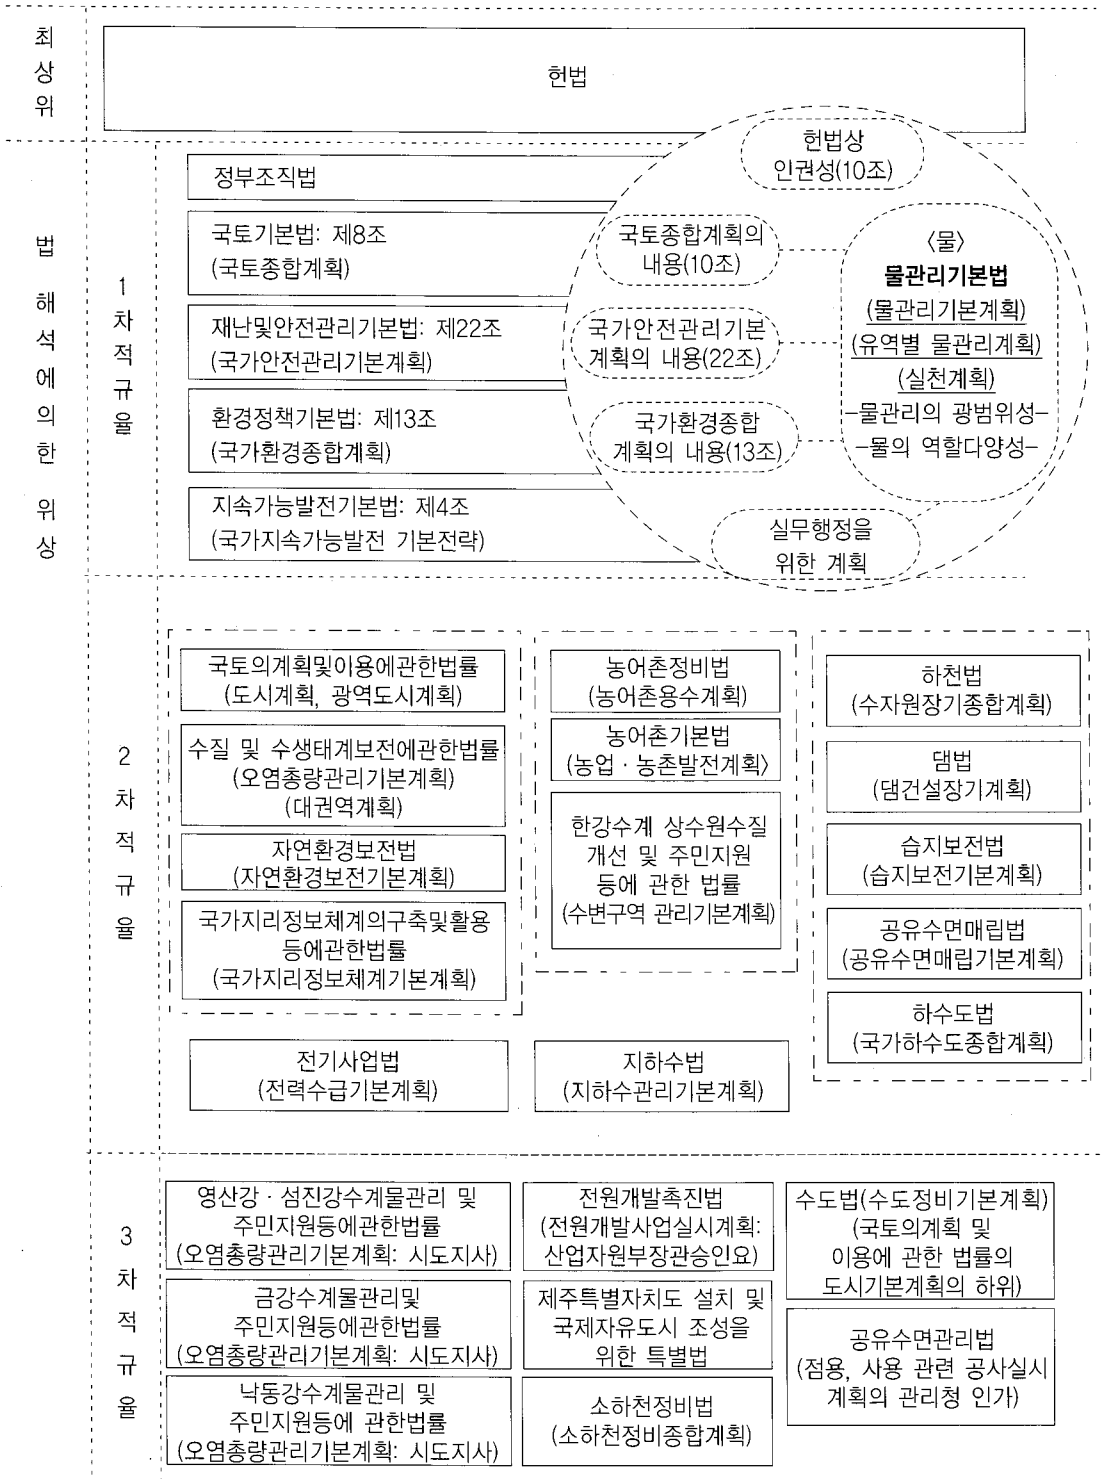 최상위
헌법
법 해석에의한 위상
1차적규율
정부조직법
국토기본법: 제8조
(국토종합계획)
재난및안전관리기본법: 제22조
(국가안전관리기본계획)
환경정책기본법: 제13조
(국가환경종합계획)
지속가능발전기본법: 제4조
(국가지속가능발전 기본전략)
헌법상
인권성(10조)
국토종합계획의
내용(10조)
국가안전관리기본
계획의 내용(22조)
국가환경종합
계획의 내용(13조)
〈물〉
물관리기본법
(물관리기본계획)
(유역별 물관리계획)
(실천계획)
–물관리의 광범위성–
–물의 역할다양성–
실무행정을
위한 계획
2차적규율
국토의계획및이용에관한법률
(도시계획, 광역도시계획)
수질 및 수생태계보전에관한법률
(오염총량관리기본계획)
(대권역계획)
자연환경보전법
(자연환경보전기본계획)
국가지리정보체계의구축및활용
등에관한법률
(국가지리정보체계기본계획)
농어촌정비법
(농어촌용수계획)
농어촌기본법
(농업 · 농촌발전계획〉
한강수계 상수원수질
개선 및 주민지원
등에 관한 법률
(수변구역 관리기본계획)
하천법
(수자원장기종합계획)
댐법
(댐건설장기계획)
습지보전법
(습지보전기본계획)
공유수면매립법
(공유수면매립기본계획)
하수도법
(국가하수도종합계획)
전기사업법
(전력수급기본계획)
지하수법
(지하수관리기본계획)
3차적규율
영산강 · 섬진강수계물관리 및
주민지원등에관한법률
(오염총량관리기본계획: 시도지사)
금강수계물관리및
주민지원등에관한법률
(오염총량관리기본계획: 시도지사)
낙동강수계물관리 및
주민지원등에 관한법률
(오염총량관리기본계획: 시도지사)
전원개발촉진법
(전원개발사업실시계획:
산업자원부장관승인요)
제주특별자치도 설치 및
국제자유도시 조성을
위한 특별법
소하천정비법
(소하천정비종합계획)
수도법(수도정비기본계획)
(국토의계획 및
이용에 관한 법률의
도시기본계획의 하위)
공유수면관리법
(점용, 사용 관련 공사실시
계획의 관리청 인가)